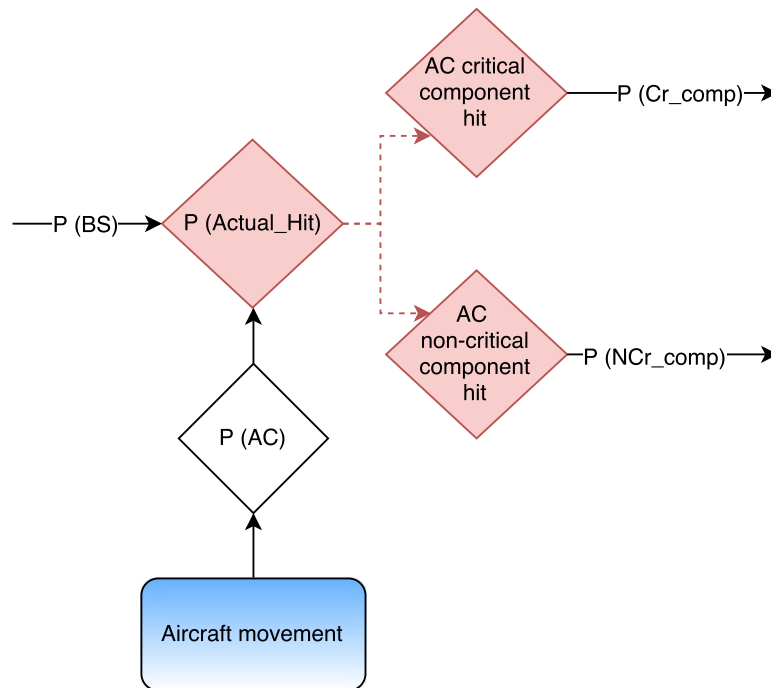 AC critical
component
hit
P (Cr_comp)
P (BS)
P (Actual_Hit)
AC
non-critical
component
hit
P (NCr_comp)
P (AC)
Aircraft movement